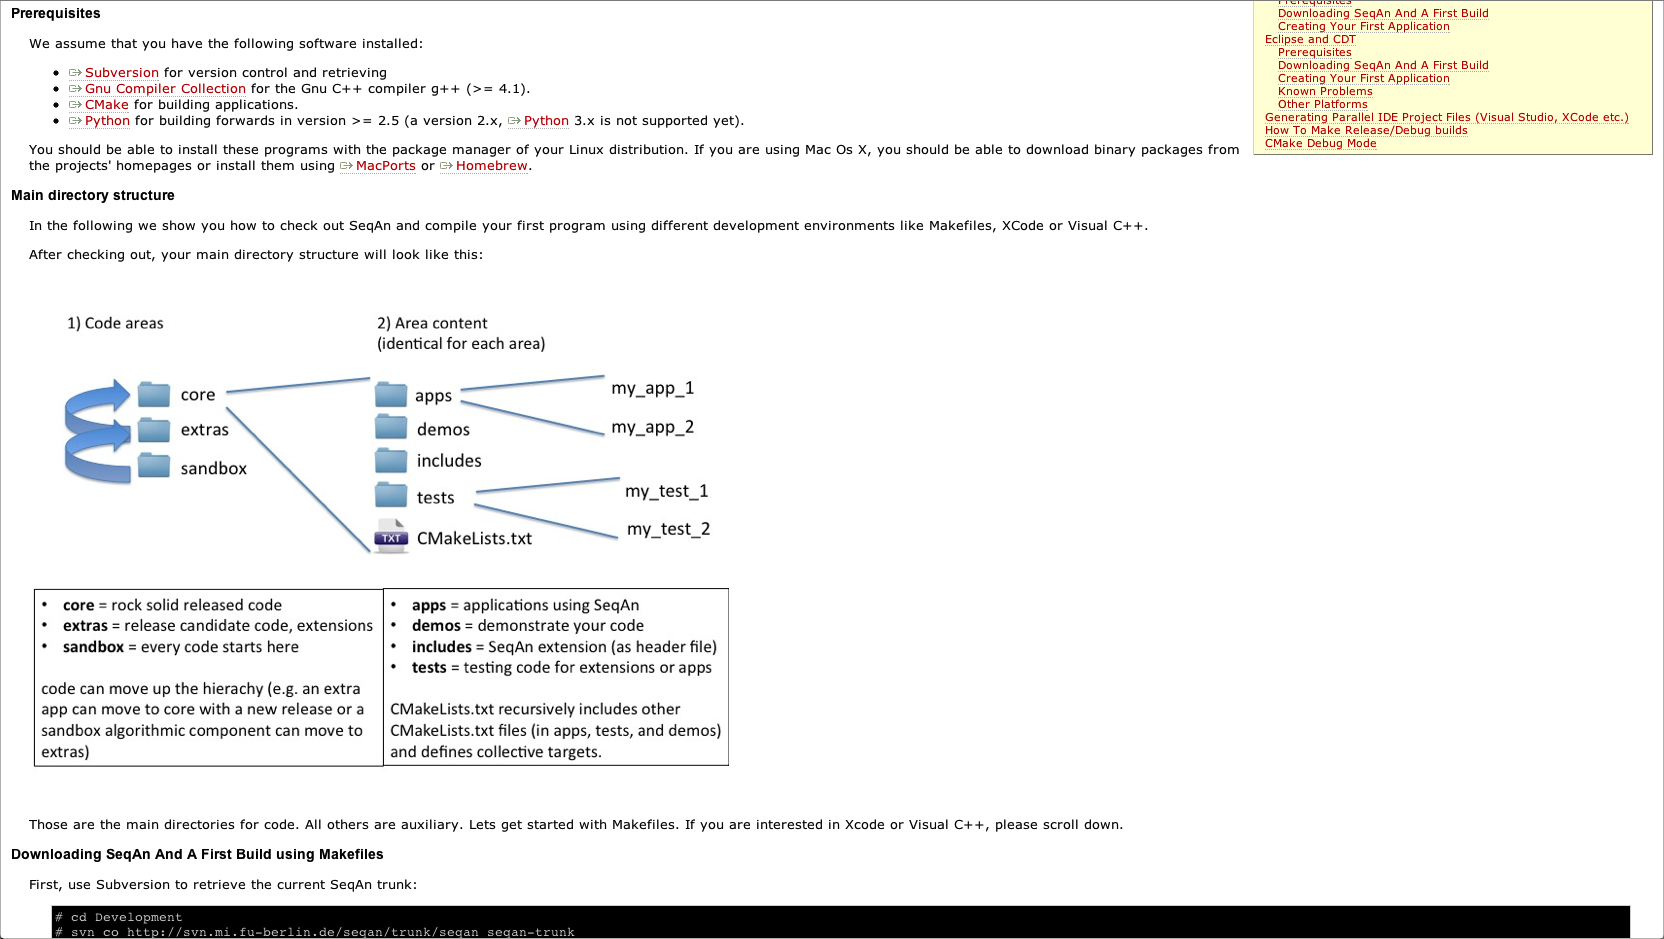 Prerequisites
We assume that you have the following software installed:
• Subversion for version control and retrieving
• Gnu Compiler Collection for the Gnu C++ compiler g++ (>= 4.1).
• CMake for building applications.
• Python for building forwards in version >= 2.5 (a version 2.x, Python 3.x is not supported yet).
You should be able to install these programs with the package manager of your Linux distribution. If you are using Mac Os X, you should be able to download binary packages from
the projects' homepages or install them using MacPorts or Homebrew.
Prerequisites
Downloading SeqAn And A First Build
Creating Your First Application
Eclipse and CDT
Prerequisites
Downloading SeqAn And A First Build
Creating Your First Application
Known Problems
Other Platforms
Generating Parallel IDE Project Files (Visual Studio, XCode etc.)
How To Make Release/Debug builds
CMake Debug Mode
Main directory structure
In the following we show you how to check out SeqAn and compile your first program using different development environments like Makefiles, XCode or Visual C++.
After checking out, your main directory structure will look like this:
1) Code areas
core
extras
sandbox
2) Area content
(identical for each area)
apps
demos
includes
tests
TXT CMakeLists.txt
my_app_1
my_app_2
my_test_1
my_test_2
• core = rock solid released code
• extras = release candidate code, extensions
• sandbox = every code starts here
code can move up the hierachy (e.g. an extra
app can move to core with a new release or a
sandbox algorithmic component can move to
extras)
• apps = applications using SeqAn
• demos = demonstrate your code
• includes = SeqAn extension (as header file)
• tests = testing code for extensions or apps
CMakeLists.txt recursively includes other
CMakeLists.txt files (in apps, tests, and demos)
and defines collective targets.
Those are the main directories for code. All others are auxiliary. Lets get started with Makefiles. If you are interested in Xcode or Visual C++, please scroll down.
Downloading SeqAn And A First Build using Makefiles
First, use Subversion to retrieve the current SeqAn trunk:
# cd Development
# svn co http://svn.mi.fu-berlin.de/seqan/trunk/seqan seqan-trunk